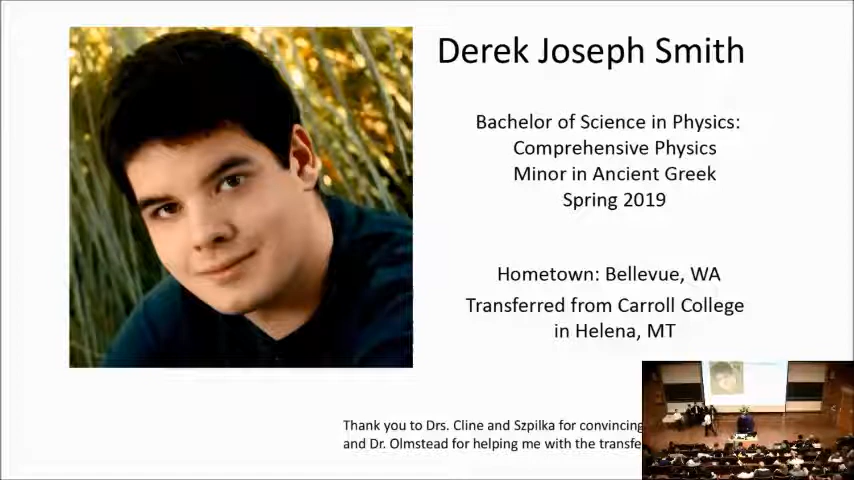 Derek Joseph Smith
Bachelor of Science in Physics:
Comprehensive Physics
Minor in Ancient Greek
Spring 2019
Hometown: Bellevue, WA
Transferred from Carroll College
in Helena, MT
Thank you to Drs. Cline and Szpilka for convincing
and Dr. Olmstead for helping me with the